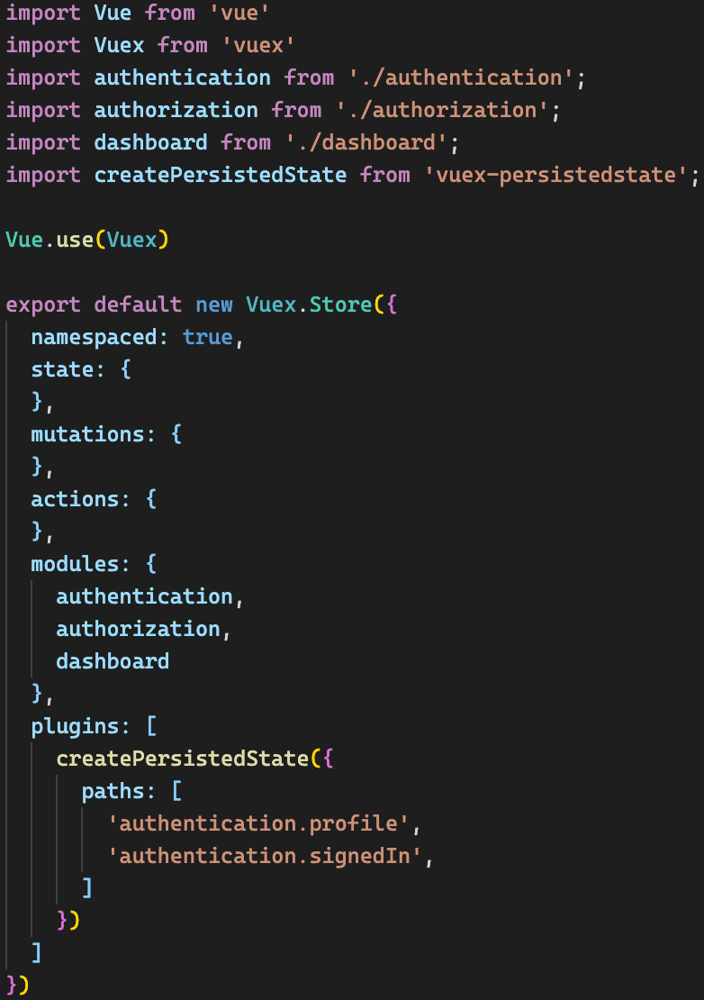 import Vue from 'vue'
import Vuex from 'vuex'
import authentication from './authentication';
import authorization from './authorization';
import dashboard from './dashboard';
import createPersistedState from 'vuex-persistedstate';

Vue.use(Vuex)

export default new Vuex.Store({
  namespaced: true,
  state: {
  },
  mutations: {
  },
  actions: {
  },
  modules: {
    authentication,
    authorization,
    dashboard
  },
  plugins: [
    createPersistedState({
      paths: [
        'authentication.profile',
        'authentication.signedIn',
      ]
    })
  ]
})